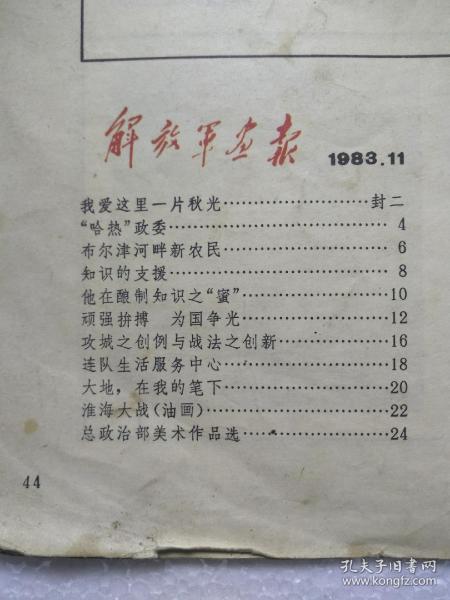 解放军画报 1983.11
我爱这里一片秋光……………………封二
“哈热”政委……………………………4
布尔津河畔新农民………………………6
知识的支援………………………………8
他在酿制知识之“蜜”…………………10
顽强拚搏 为国争光……………………12
攻城之创例与战法之创新………………16
连队生活服务中心………………………18
大地，在我的笔下………………………20
淮海大战(油画)…………………………22
总政治部美术作品选……………………24
44
孔夫子旧书网
www.kongfz.com